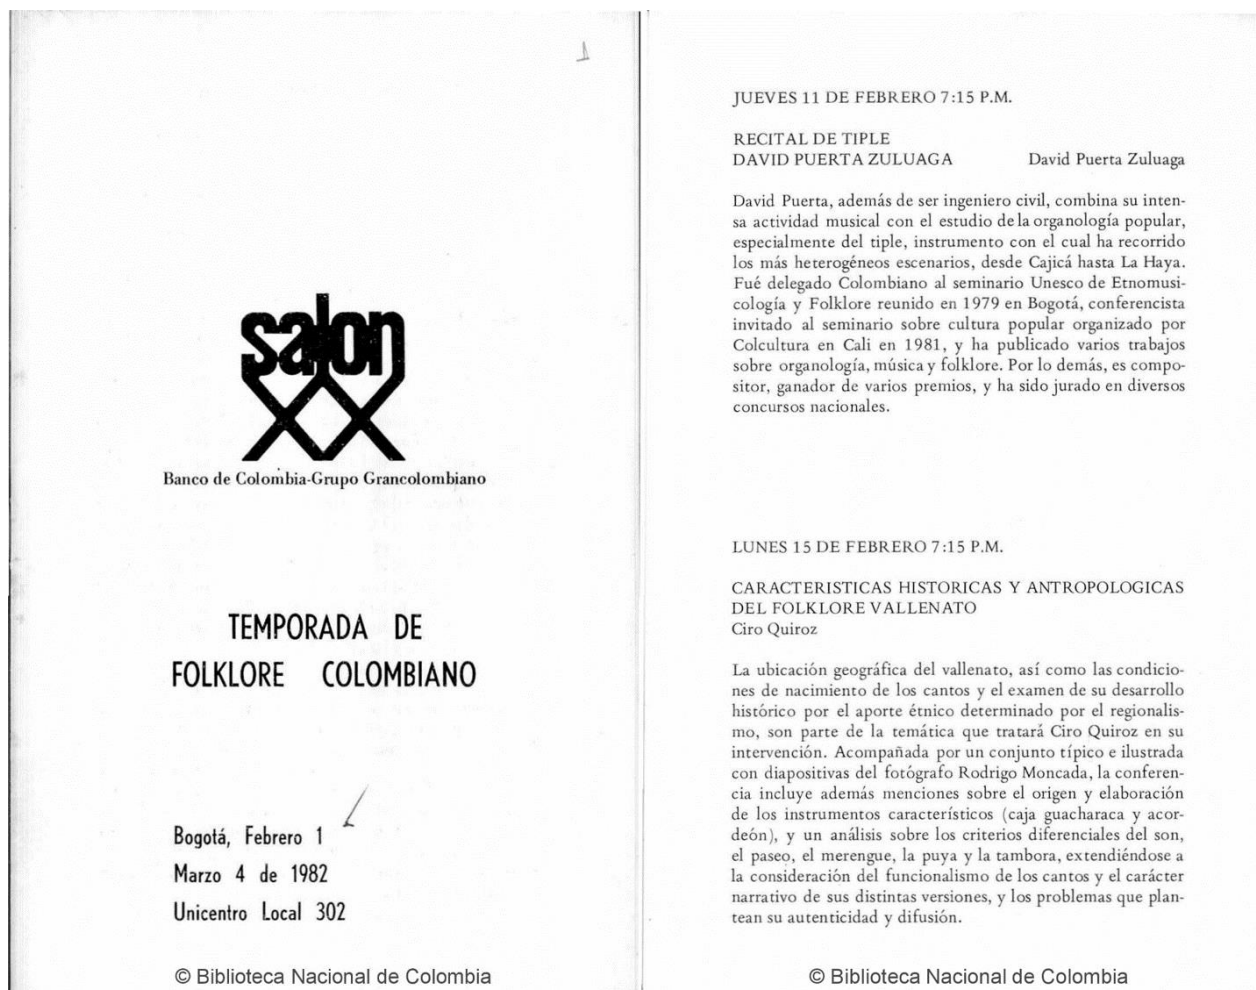 1
salon
XX
Banco de Colombia-Grupo Grancolombiano
TEMPORADA DE
FOLKLORE COLOMBIANO
Bogotá, Febrero 1
Marzo 4 de 1982
Unicentro Local 302
© Biblioteca Nacional de Colombia
JUEVES 11 DE FEBRERO 7:15 P.M.
RECITAL DE TIPLE
DAVID PUERTA ZULUAGA David Puerta Zuluaga
David Puerta, además de ser ingeniero civil, combina su inten-
sa actividad musical con el estudio de la organología popular,
especialmente del tiple, instrumento con el cual ha recorrido
los más heterogéneos escenarios, desde Cajicá hasta La Haya.
Fué delegado Colombiano al seminario Unesco de Etnomusi-
cología y Folklore reunido en 1979 en Bogotá, conferencista
invitado al seminario sobre cultura popular organizado por
Colcultura en Cali en 1981, y ha publicado varios trabajos
sobre organología, música y folklore. Por lo demás, es compo-
sitor, ganador de varios premios, y ha sido jurado en diversos
concursos nacionales.
LUNES 15 DE FEBRERO 7:15 P.M.
CARACTERISTICAS HISTORICAS Y ANTROPOLOGICAS
DEL FOLKLORE VALLENATO
Ciro Quiroz
La ubicación geográfica del vallenato, así como las condicio-
nes de nacimiento de los cantos y el examen de su desarrollo
histórico por el aporte étnico determinado por el regionalis-
mo, son parte de la temática que tratará Ciro Quiroz en su
intervención. Acompañada por un conjunto típico e ilustrada
con diapositivas del fotógrafo Rodrigo Moncada, la conferen-
cia incluye además menciones sobre el origen y elaboración
de los instrumentos característicos (caja guacharaca y acor-
deón), y un análisis sobre los criterios diferenciales del son,
el paseo, el merengue, la puya y la tambora, extendiéndose a
la consideración del funcionalismo de los cantos y el carácter
narrativo de sus distintas versiones, y los problemas que plan-
tean su autenticidad y difusión.
© Biblioteca Nacional de Colombia